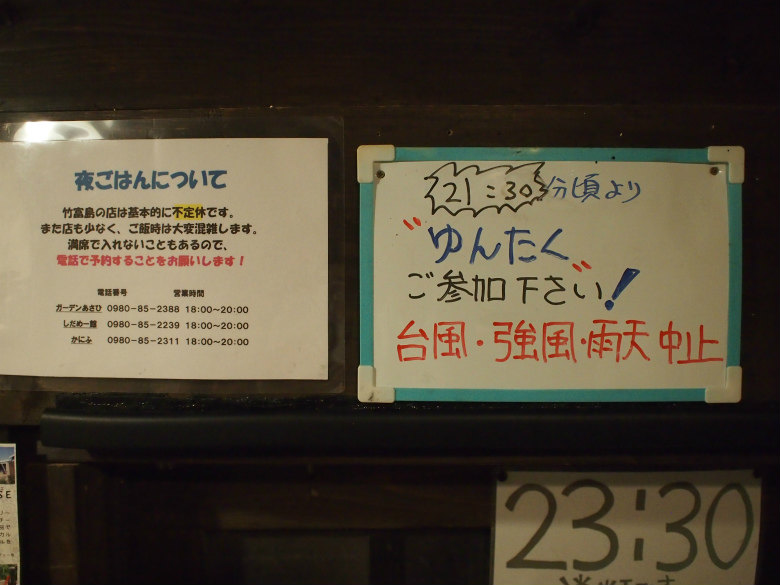 夜ごはんについて
竹富島の店は基本的に不定休です。
また店も少なく、ご飯時は大変混雑します。
満席で入れないこともあるので、
電話で予約することをお願いします!
電話番号 営業時間
ガーデンあさひ 0980-85-2388 18:00~20:00
しだめー館 0980-85-2239 18:00~20:00
かにふ 0980-85-2311 18:00~20:00
21:30分頃より
"ゆんたく"
ご参加下さい!
台風・強風・雨天中止
23:30